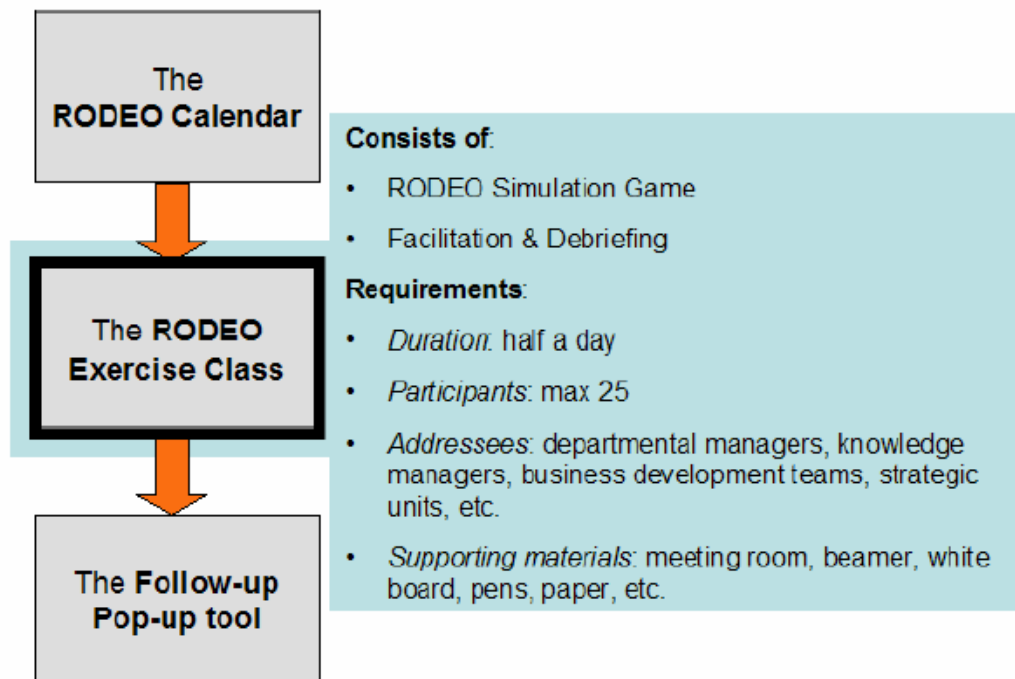 The
RODEO Calendar
Consists of:
• RODEO Simulation Game
• Facilitation & Debriefing
Requirements:
• Duration: half a day
• Participants: max 25
• Addressees: departmental managers, knowledge
managers, business development teams, strategic
units, etc.
• Supporting materials: meeting room, beamer, white
board, pens, paper, etc.
The RODEO
Exercise Class
The Follow-up
Pop-up tool